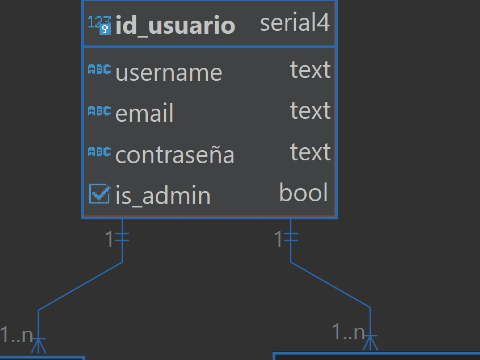 123 id_usuario serial4
ABC username text
ABC email text
ABC contraseña text
is_admin bool
1 1
1..n 1..n